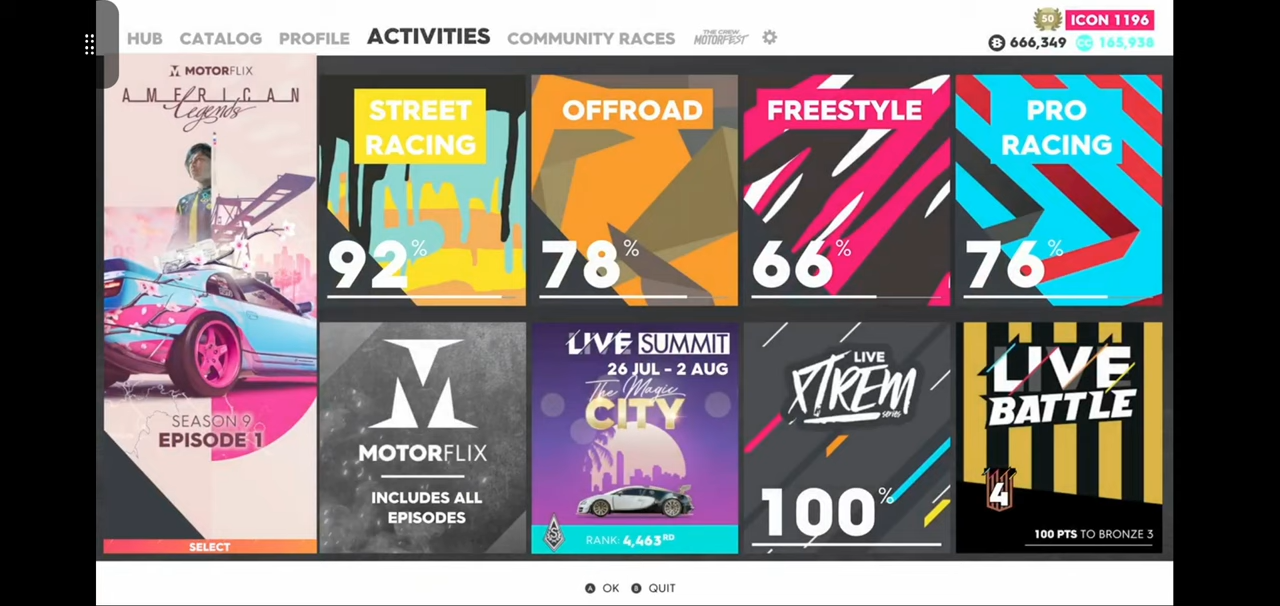 HUB CATALOG PROFILE ACTIVITIES COMMUNITY RACES THE CREW MOTORFEST
50 ICON 1196
B 666,349 CC 165,938
MOTORFLIX
AMERICAN
Legends
SEASON 9
EPISODE 1
SELECT
STREET
RACING
92%
OFFROAD
78%
FREESTYLE
66%
PRO
RACING
76%
MOTORFLIX
INCLUDES ALL
EPISODES
LIVE SUMMIT
26 JUL - 2 AUG
The Magic
CITY
RANK: 4,463RD
LIVE
XTREM
series
100%
LIVE
BATTLE
4
100 PTS TO BRONZE 3
A OK B QUIT